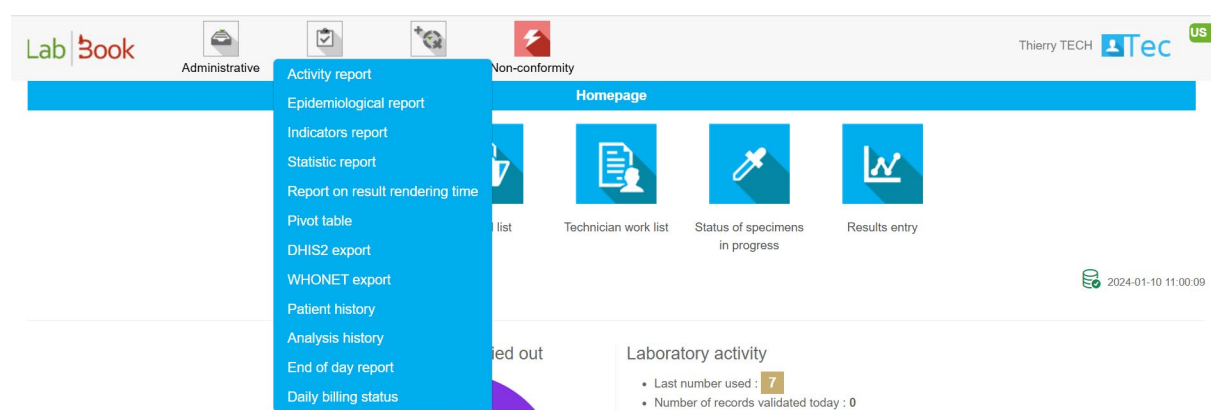 Lab Book
Administrative
Non-conformity
Thierry TECH Tec
US
Activity report
Epidemiological report
Indicators report
Statistic report
Report on result rendering time
Pivot table
DHIS2 export
WHONET export
Patient history
Analysis history
End of day report
Daily billing status
Homepage
list
Technician work list
Status of specimens
in progress
Results entry
2024-01-10 11:00:09
ied out
Laboratory activity
Last number used : 7
Number of records validated today : 0